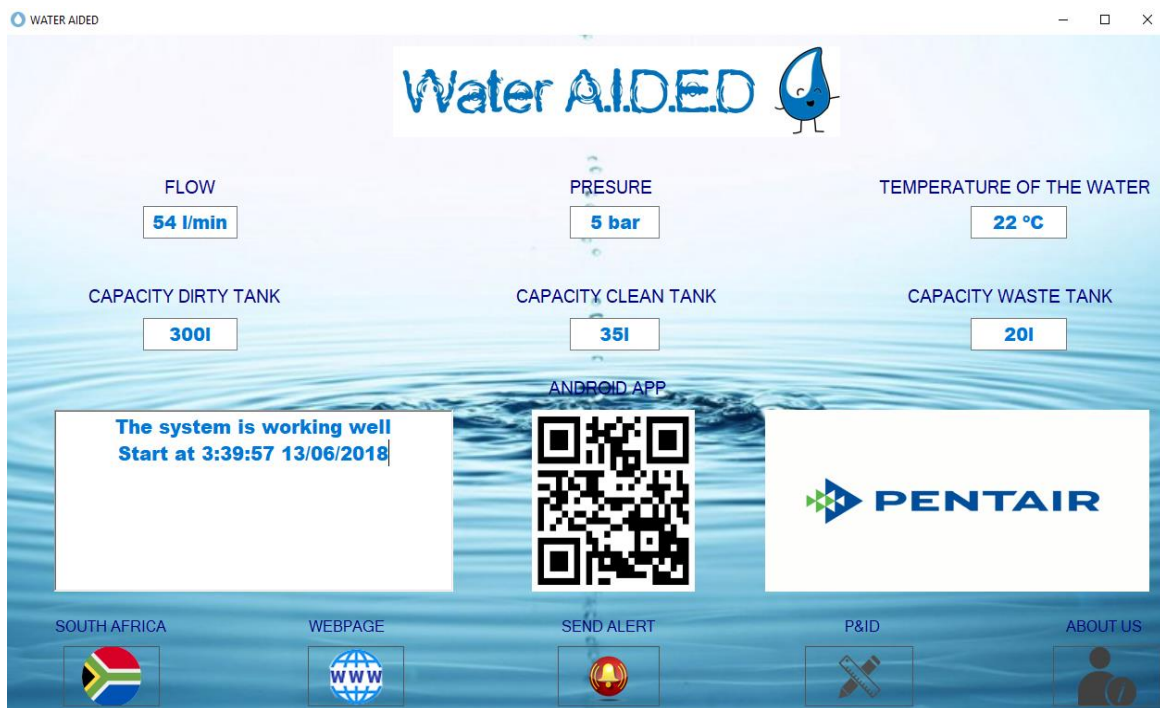 WATER AIDED
Water A.I.D.E.D
FLOW
PRESURE
TEMPERATURE OF THE WATER
54 l/min
5 bar
22 ºC
CAPACITY DIRTY TANK
CAPACITY CLEAN TANK
CAPACITY WASTE TANK
300l
35l
20l
ANDROID APP
The system is working well
Start at 3:39:57 13/06/2018
PENTAIR
SOUTH AFRICA
WEBPAGE
SEND ALERT
P&ID
ABOUT US
WWW
i